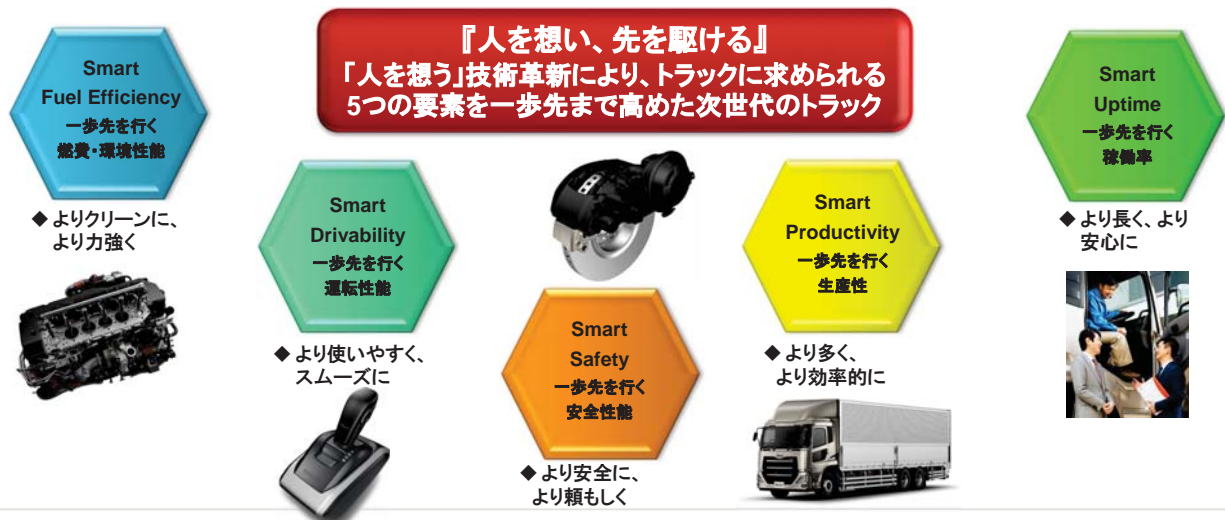 『人を想い、先を駆ける』
「人を想う」技術革新により、トラックに求められる
5つの要素を一歩先まで高めた次世代のトラック
Smart
Fuel Efficiency
一歩先を行く
燃費・環境性能
◆ よりクリーンに、
より力強く
Smart
Drivability
一歩先を行く
運転性能
◆ より使いやすく、
スムーズに
Smart
Safety
一歩先を行く
安全性能
◆ より安全に、
より頼もしく
Smart
Productivity
一歩先を行く
生産性
◆ より多く、
より効率的に
Smart
Uptime
一歩先を行く
稼働率
◆ より長く、より
安心に